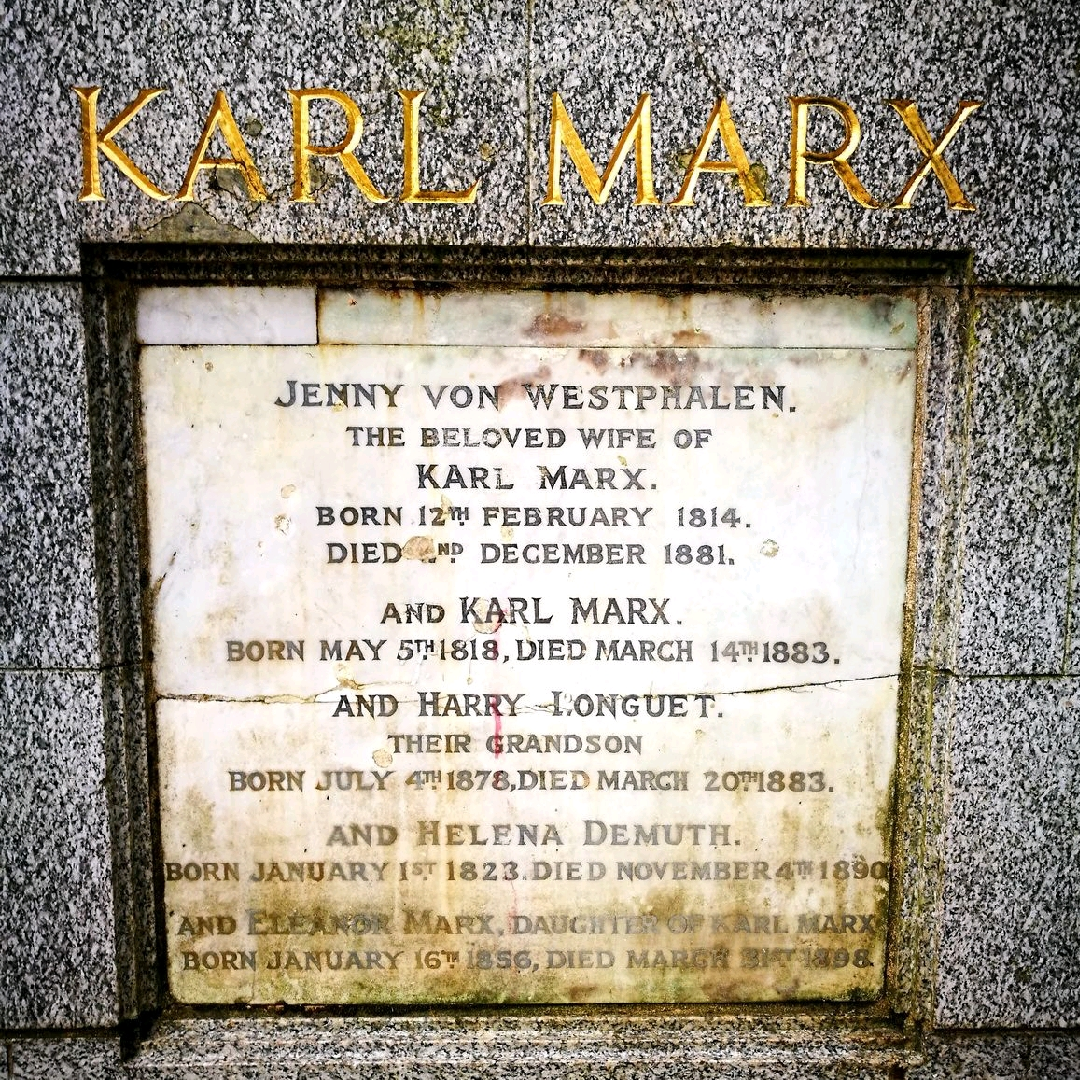 KARL MARX
JENNY VON WESTPHALEN.
THE BELOVED WIFE OF
KARL MARX.
BORN 12TH FEBRUARY 1814.
DIED ND DECEMBER 1881.
AND KARL MARX.
BORN MAY 5TH 1818, DIED MARCH 14TH 1883.
AND HARRY LONGUET.
THEIR GRANDSON
BORN JULY 4TH 1878, DIED MARCH 20TH 1883.
AND HELENA DEMUTH.
BORN JANUARY 1ST 1823. DIED NOVEMBER 4TH 1890
AND ELEANOR MARX, DAUGHTER OF KARL MARX
BORN JANUARY 16TH 1856, DIED MARCH 31ST 1898.